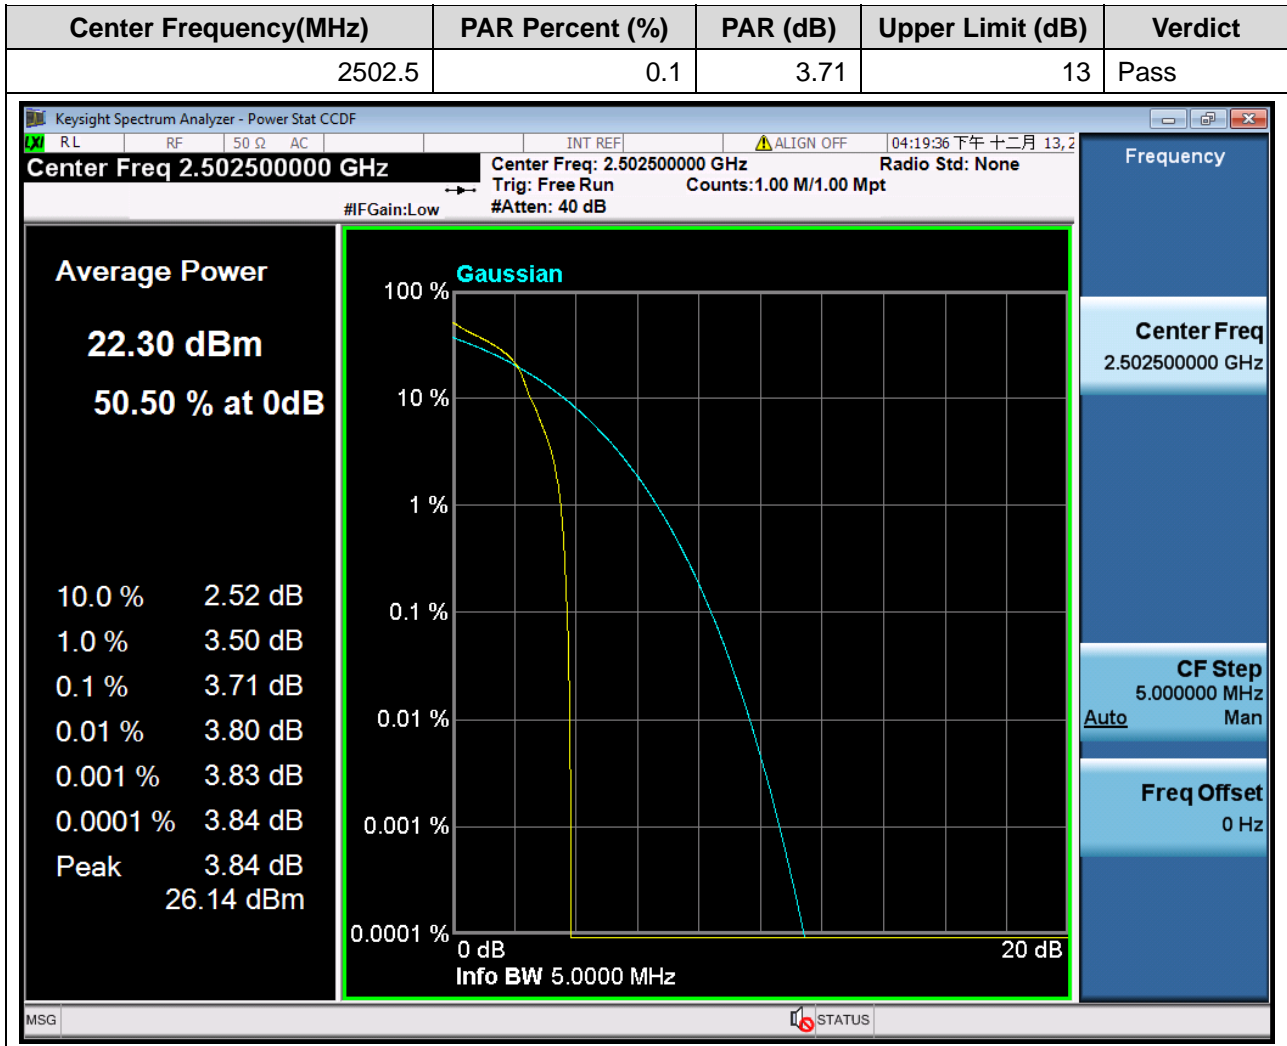 Center Frequency(MHz) PAR Percent (%) PAR (dB) Upper Limit (dB) Verdict
2502.5 0.1 3.71 13 Pass
Keysight Spectrum Analyzer - Power Stat CCDF
LXI RL RF 50 Ω AC INT REF ALIGN OFF 04:19:36 下午 十二月 13, 2
Center Freq 2.502500000 GHz
Center Freq: 2.502500000 GHz Radio Std: None
Trig: Free Run Counts:1.00 M/1.00 Mpt
#IFGain:Low #Atten: 40 dB
Average Power
22.30 dBm
50.50 % at 0dB
10.0 % 2.52 dB
1.0 % 3.50 dB
0.1 % 3.71 dB
0.01 % 3.80 dB
0.001 % 3.83 dB
0.0001 % 3.84 dB
Peak 3.84 dB
26.14 dBm
Gaussian
100 %
10 %
1 %
0.1 %
0.01 %
0.001 %
0.0001 %
0 dB 20 dB
Info BW 5.0000 MHz
Frequency
Center Freq
2.502500000 GHz
CF Step
5.000000 MHz
Auto Man
Freq Offset
0 Hz
MSG STATUS